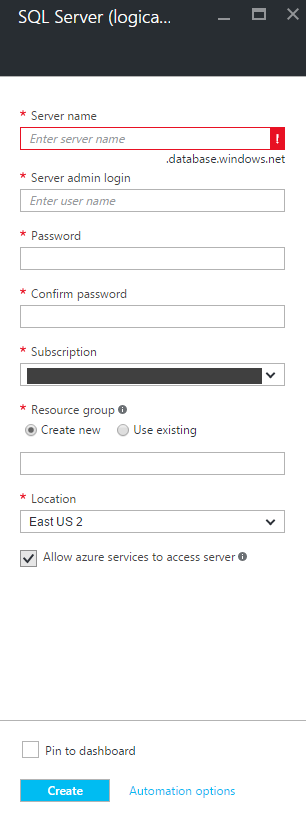 SQL Server (logica...
* Server name
Enter server name
.database.windows.net
* Server admin login
Enter user name
* Password
* Confirm password
* Subscription
* Resource group
Create new Use existing
* Location
East US 2
Allow azure services to access server
Pin to dashboard
Create Automation options